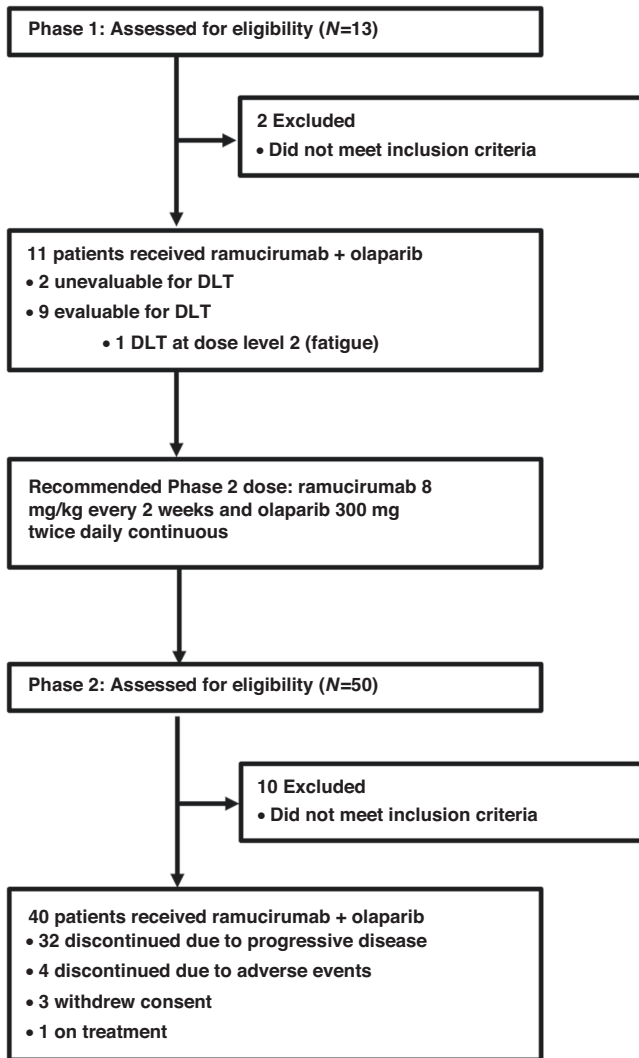 Phase 1: Assessed for eligibility (N=13)
2 Excluded
• Did not meet inclusion criteria
11 patients received ramucirumab + olaparib
• 2 unevaluable for DLT
• 9 evaluable for DLT
• 1 DLT at dose level 2 (fatigue)
Recommended Phase 2 dose: ramucirumab 8
mg/kg every 2 weeks and olaparib 300 mg
twice daily continuous
Phase 2: Assessed for eligibility (N=50)
10 Excluded
• Did not meet inclusion criteria
40 patients received ramucirumab + olaparib
• 32 discontinued due to progressive disease
• 4 discontinued due to adverse events
• 3 withdrew consent
• 1 on treatment